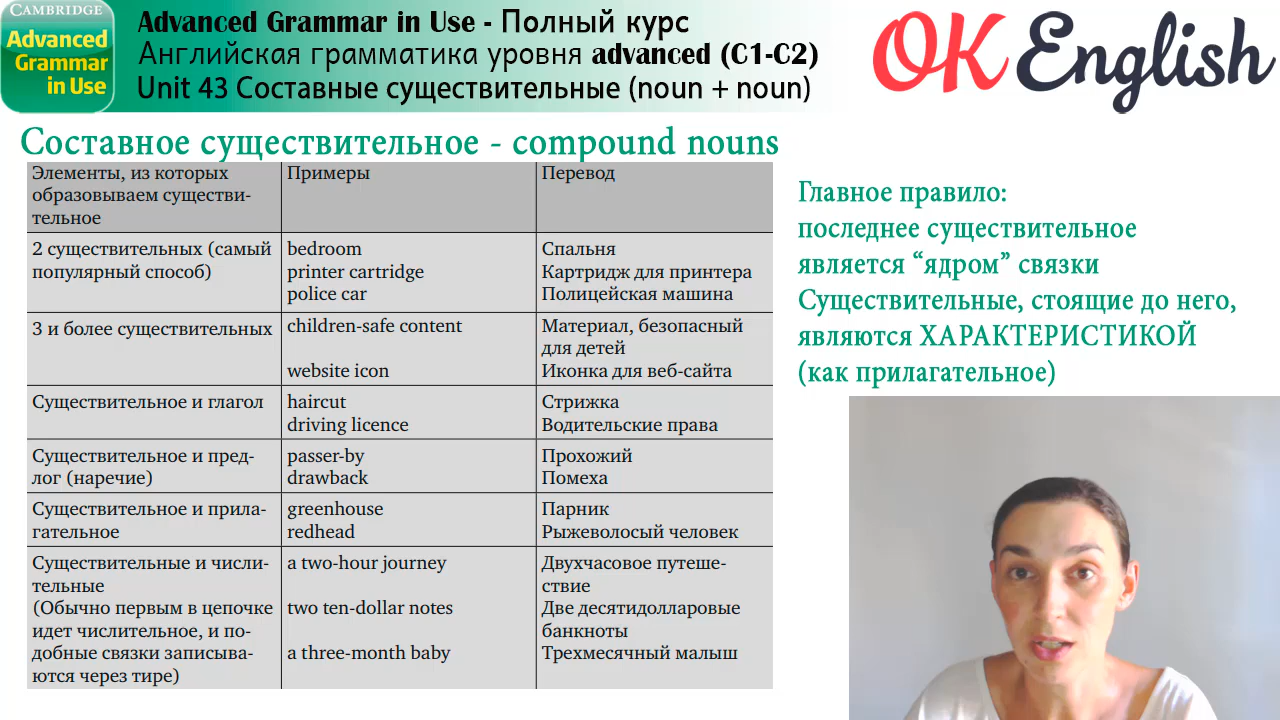 CAMBRIDGE
Advanced
Grammar
in Use
Advanced Grammar in Use - Полный курс
Английская грамматика уровня advanced (C1-C2)
Unit 43 Составные существительные (noun + noun)
OK English
Составное существительное - compound nouns
Элементы, из которых
образовываем существи-
тельное
Примеры
Перевод
2 существительных (самый
популярный способ)
bedroom
printer cartridge
police car
Спальня
Картридж для принтера
Полицейская машина
3 и более существительных
children-safe content
website icon
Материал, безопасный
для детей
Иконка для веб-сайта
Существительное и глагол
haircut
driving licence
Стрижка
Водительские права
Существительное и пред-
лог (наречие)
passer-by
drawback
Прохожий
Помеха
Существительное и прила-
гательное
greenhouse
redhead
Парник
Рыжеволосый человек
Существительные и числи-
тельные
(Обычно первым в цепочке
идет числительное, и по-
добные связки записыва-
ются через тире)
a two-hour journey
two ten-dollar notes
a three-month baby
Двухчасовое путеше-
ствие
Две десятидолларовые
банкноты
Трехмесячный малыш
Главное правило:
последнее существительное
является “ядром” связки
Существительные, стоящие до него,
являются ХАРАКТЕРИСТИКОЙ
(как прилагательное)